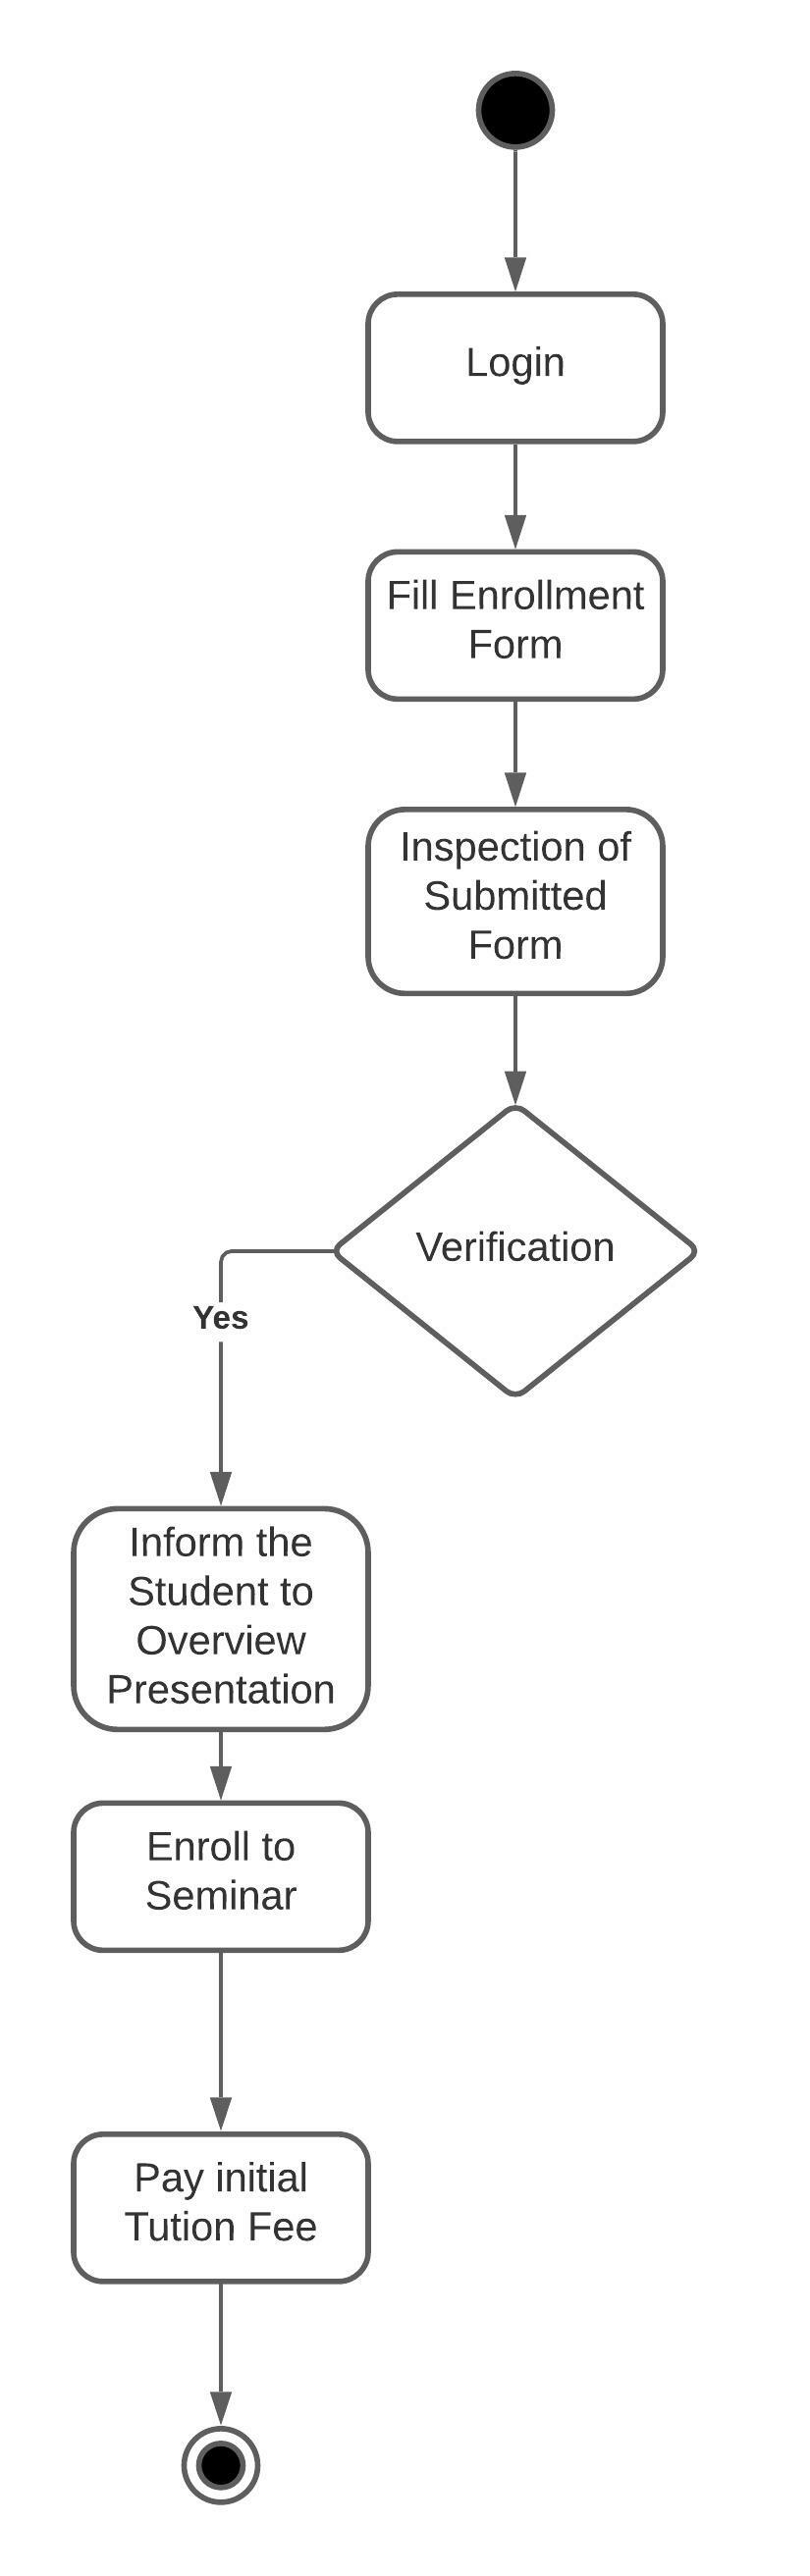 Login
Fill Enrollment
Form
Inspection of
Submitted
Form
Verification
Yes
Inform the
Student to
Overview
Presentation
Enroll to
Seminar
Pay initial
Tution Fee